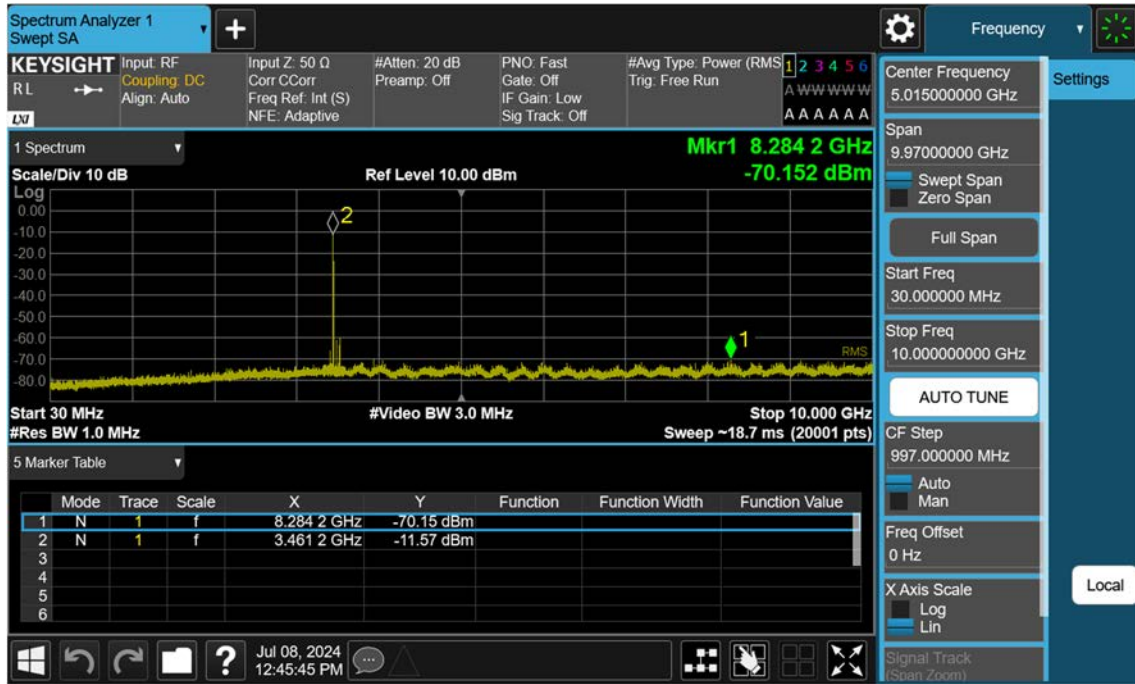 Spectrum Analyzer 1
Swept SA
Frequency
KEYSIGHT
R L
LXI
Input: RF
Coupling: DC
Align: Auto
Input Z: 50 Ω
Corr CCorr
Freq Ref: Int (S)
NFE: Adaptive
#Atten: 20 dB
Preamp: Off
PNO: Fast
Gate: Off
IF Gain: Low
Sig Track: Off
#Avg Type: Power (RMS
Trig: Free Run
1 2 3 4 5 6
A W W W W W
A A A A A A
Center Frequency
5.015000000 GHz
Settings
1 Spectrum
Mkr1 8.284 2 GHz
-70.152 dBm
Scale/Div 10 dB
Ref Level 10.00 dBm
Log
0.00
-10.0
-20.0
-30.0
-40.0
-50.0
-60.0
-70.0
-80.0
2
1
RMS
Start 30 MHz
#Video BW 3.0 MHz
Stop 10.000 GHz
#Res BW 1.0 MHz
Sweep ~18.7 ms (20001 pts)
Span
9.97000000 GHz
Swept Span
Zero Span
Full Span
Start Freq
30.000000 MHz
Stop Freq
10.000000000 GHz
AUTO TUNE
CF Step
997.000000 MHz
Auto
Man
Freq Offset
0 Hz
X Axis Scale
Log
Lin
Signal Track
(Span Zoom)
Local
5 Marker Table
Mode Trace Scale X Y Function Function Width Function Value
1 N 1 f 8.284 2 GHz -70.15 dBm
2 N 1 f 3.461 2 GHz -11.57 dBm
3
4
5
6
?
Jul 08, 2024
12:45:45 PM